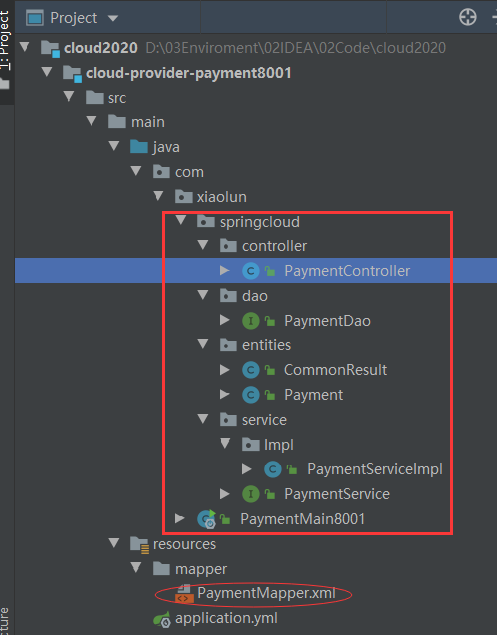 Project
1: Project
cloud2020 D:\03Enviroment\02IDEA\02Code\cloud2020
cloud-provider-payment8001
src
main
java
com
xiaolun
springcloud
controller
PaymentController
dao
PaymentDao
entities
CommonResult
Payment
service
Impl
PaymentServiceImpl
PaymentService
PaymentMain8001
resources
mapper
PaymentMapper.xml
application.yml